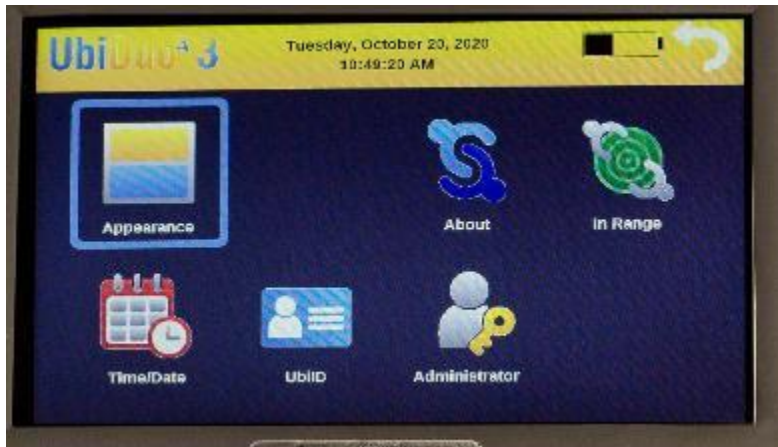 UbiDuo 3
Tuesday, October 20, 2020
10:49:20 AM
Appearance
About
In Range
Time/Date
UbiID
Administrator